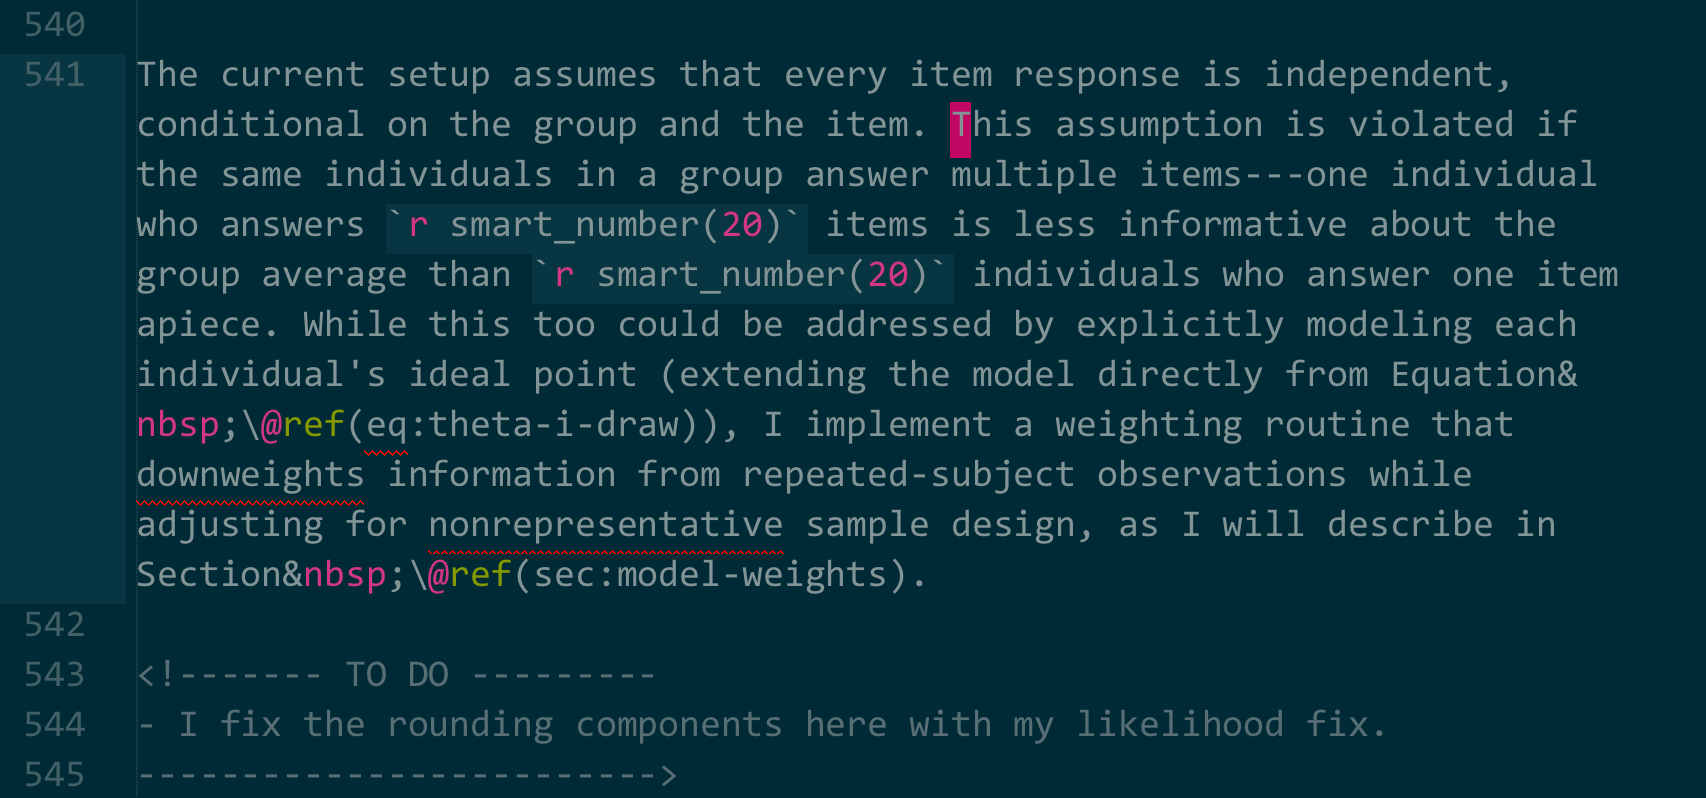 540
541 The current setup assumes that every item response is independent,
conditional on the group and the item. This assumption is violated if
the same individuals in a group answer multiple items---one individual
who answers `r smart_number(20)` items is less informative about the
group average than `r smart_number(20)` individuals who answer one item
apiece. While this too could be addressed by explicitly modeling each
individual's ideal point (extending the model directly from Equation&
nbsp;\@ref(eq:theta-i-draw)), I implement a weighting routine that
downweights information from repeated-subject observations while
adjusting for nonrepresentative sample design, as I will describe in
Section&nbsp;\@ref(sec:model-weights).
542
543 <!------- TO DO ---------
544 - I fix the rounding components here with my likelihood fix.
545 ------------------------->